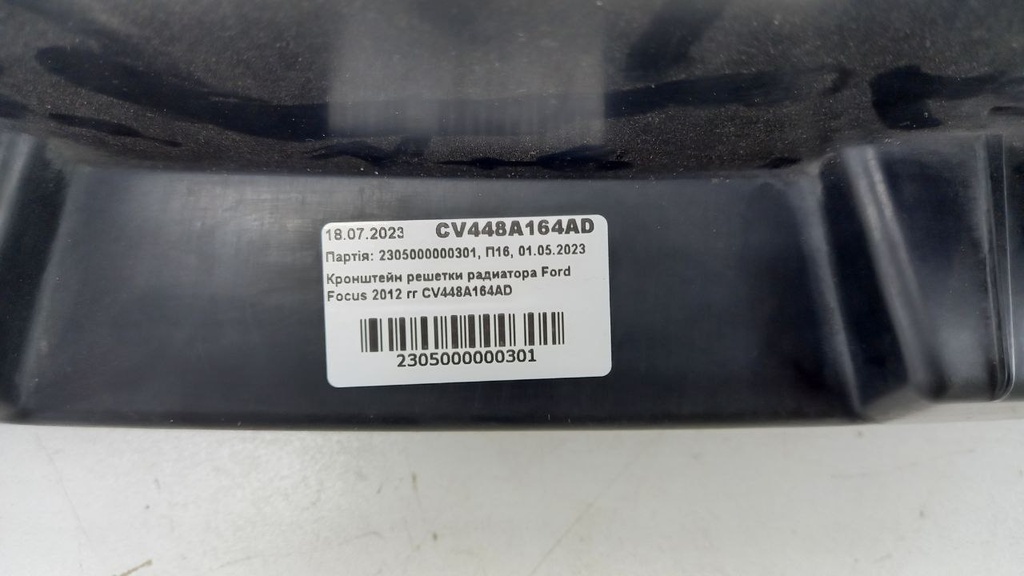 18.07.2023 CV448A164AD
Партія: 2305000000301, П16, 01.05.2023
Кронштейн решетки радиатора Ford
Focus 2012 гг CV448A164AD
2305000000301